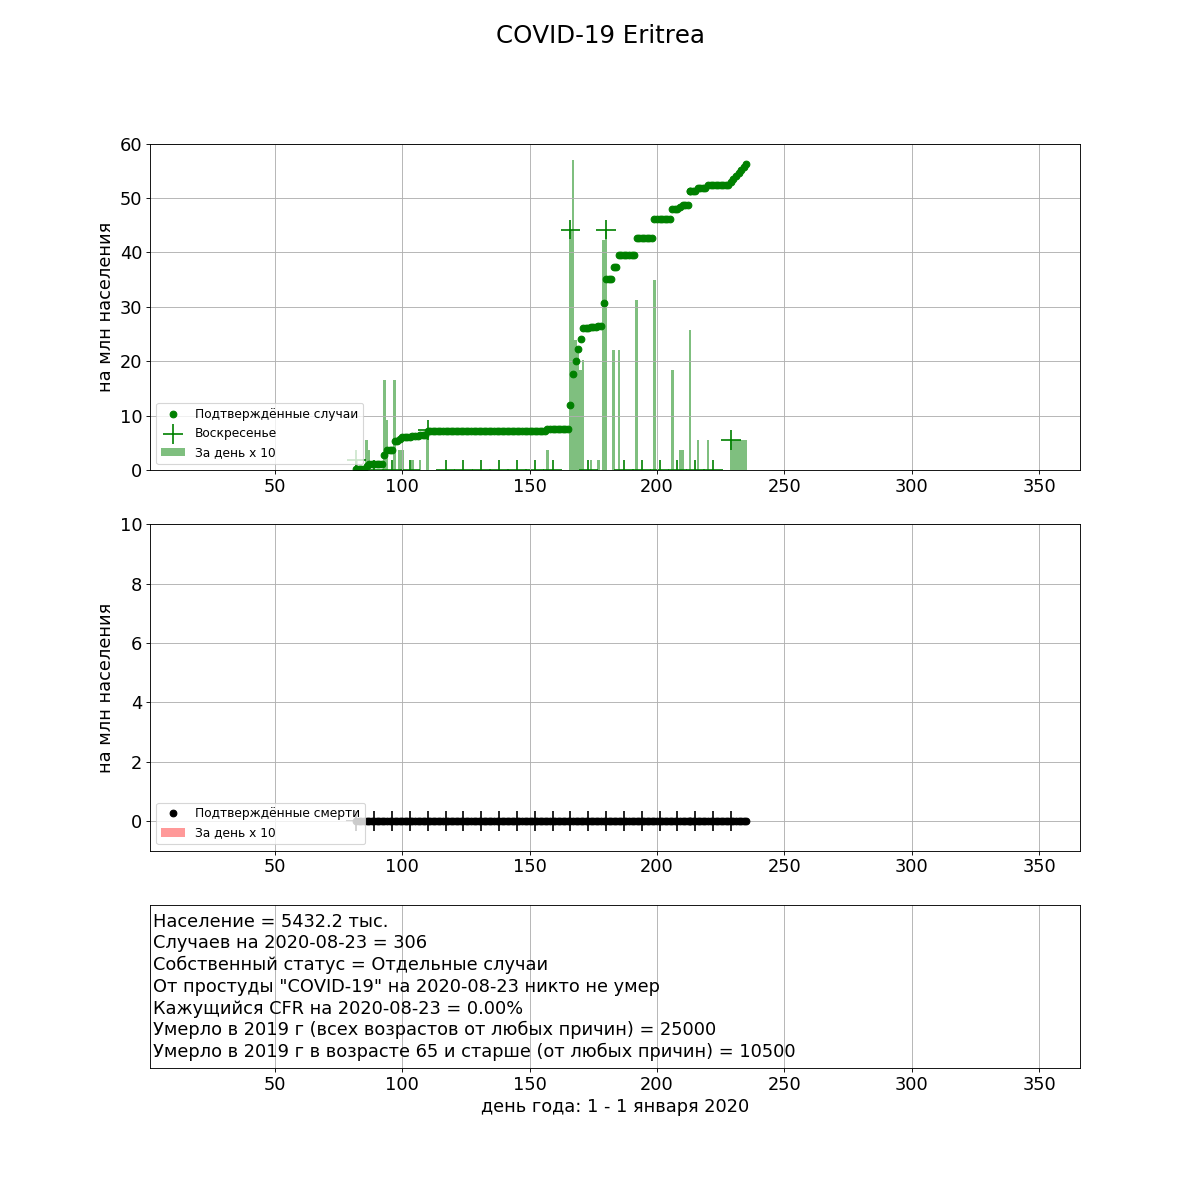 COVID-19 Eritrea
60
50
40
30
20
10
0
на млн населения
Подтверждённые случаи
Воскресенье
За день x 10
50 100 150 200 250 300 350
10
8
6
4
2
0
на млн населения
Подтверждённые смерти
За день x 10
50 100 150 200 250 300 350
Население = 5432.2 тыс.
Случаев на 2020-08-23 = 306
Собственный статус = Отдельные случаи
От простуды "COVID-19" на 2020-08-23 никто не умер
Кажущийся CFR на 2020-08-23 = 0.00%
Умерло в 2019 г (всех возрастов от любых причин) = 25000
Умерло в 2019 г в возрасте 65 и старше (от любых причин) = 10500
50 100 150 200 250 300 350
день года: 1 - 1 января 2020